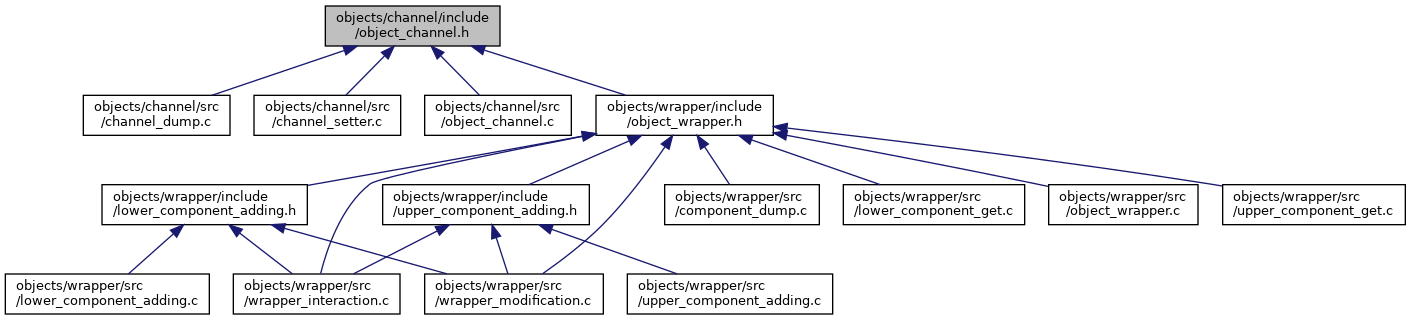 objects/channel/include
/object_channel.h
objects/channel/src
/channel_dump.c
objects/channel/src
/channel_setter.c
objects/channel/src
/object_channel.c
objects/wrapper/include
/object_wrapper.h
objects/wrapper/include
/lower_component_adding.h
objects/wrapper/include
/upper_component_adding.h
objects/wrapper/src
/component_dump.c
objects/wrapper/src
/lower_component_get.c
objects/wrapper/src
/object_wrapper.c
objects/wrapper/src
/upper_component_get.c
objects/wrapper/src
/lower_component_adding.c
objects/wrapper/src
/wrapper_interaction.c
objects/wrapper/src
/wrapper_modification.c
objects/wrapper/src
/upper_component_adding.c